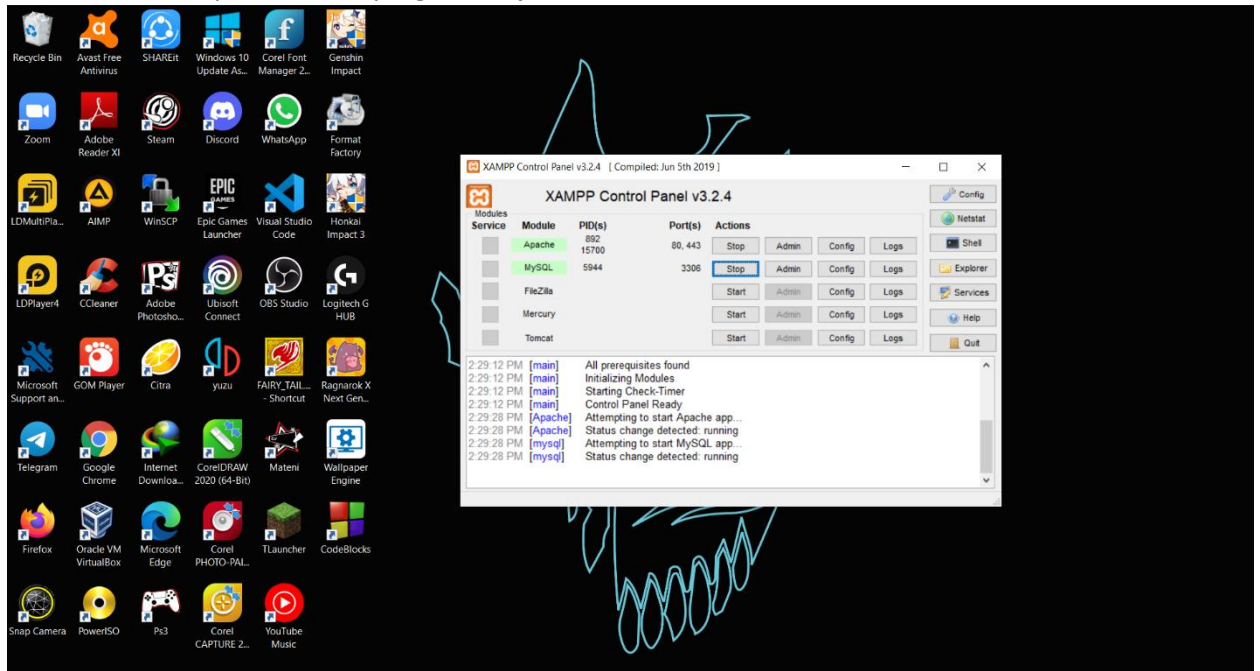 Recycle Bin
Avast Free
Antivirus
SHAREit
Windows 10
Update As...
Corel Font
Manager 2...
Genshin
Impact
Zoom
Adobe
Reader XI
Steam
Discord
WhatsApp
Format
Factory
LDMultiPla...
AIMP
WinSCP
EPIC
GAMES
Epic Games
Launcher
Visual Studio
Code
Honkai
Impact 3
LDPlayer4
CCleaner
Adobe
Photosho...
Ubisoft
Connect
OBS Studio
Logitech G
HUB
Microsoft
Support an...
GOM Player
Citra
yuzu
FAIRY_TAIL...
- Shortcut
Ragnarok X
Next Gen...
Telegram
Google
Chrome
Internet
Downloa...
CorelDRAW
2020 (64-Bit)
Mateni
Wallpaper
Engine
Firefox
Oracle VM
VirtualBox
Microsoft
Edge
Corel
PHOTO-PAI...
TLauncher
CodeBlocks
Snap Camera
PowerISO
Ps3
Corel
CAPTURE 2...
YouTube
Music
XAMPP Control Panel v3.2.4 [ Compiled: Jun 5th 2019 ]
XAMPP Control Panel v3.2.4
Config
Modules
Service Module PID(s) Port(s) Actions
Netstat
Apache 892 15700 80, 443 Stop Admin Config Logs
Shell
MySQL 5944 3306 Stop Admin Config Logs
Explorer
FileZilla Start Admin Config Logs
Services
Mercury Start Admin Config Logs
Help
Tomcat Start Admin Config Logs
Quit
2:29:12 PM [main] All prerequisites found
2:29:12 PM [main] Initializing Modules
2:29:12 PM [main] Starting Check-Timer
2:29:12 PM [main] Control Panel Ready
2:29:28 PM [Apache] Attempting to start Apache app...
2:29:28 PM [Apache] Status change detected: running
2:29:28 PM [mysql] Attempting to start MySQL app...
2:29:28 PM [mysql] Status change detected: running